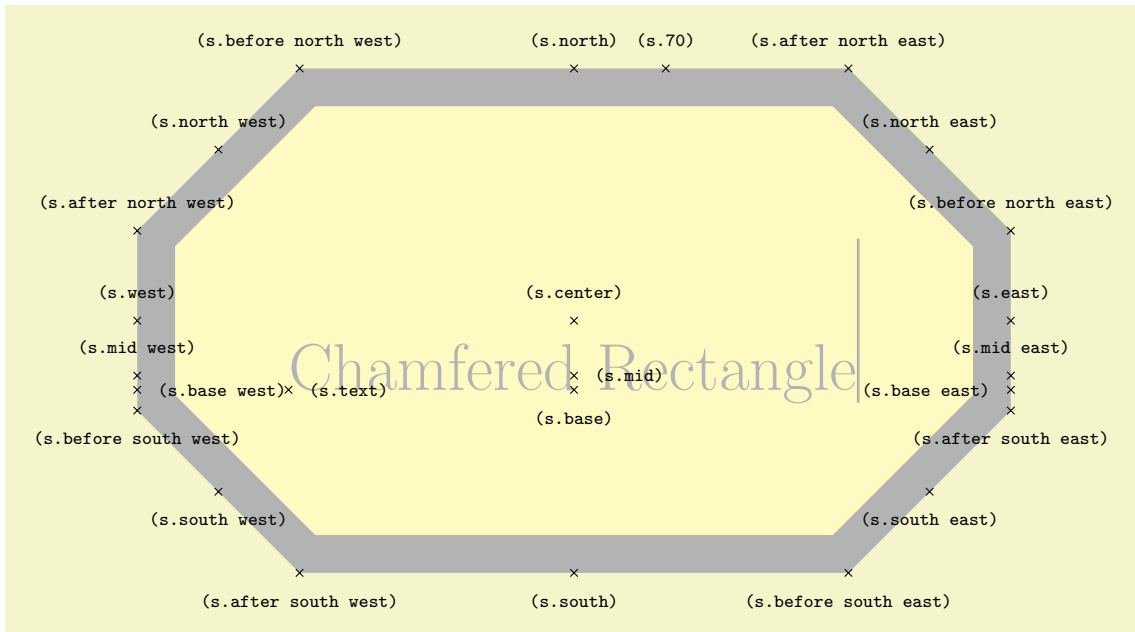 (s.before north west) (s.north) (s.70) (s.after north east)
(s.north west) (s.north east)
(s.after north west) (s.before north east)
(s.west) (s.center) (s.east)
(s.mid west) (s.mid east)
Chamfered Rectangle
(s.mid)
(s.base west) (s.text) (s.base east)
(s.base)
(s.before south west) (s.after south east)
(s.south west) (s.south east)
(s.after south west) (s.south) (s.before south east)